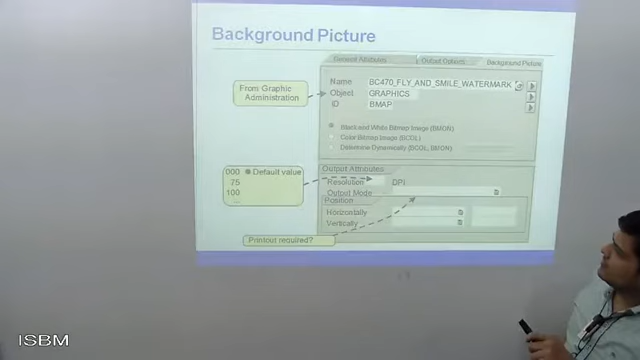 Background Picture
General Attributes
Output Options
Background Picture
From Graphic
Administration
Name
BC470_FLY_AND_SMILE_WATERMARK
Object
GRAPHICS
ID
BMAP
Black and White Bitmap Image (BMON)
Color Bitmap Image (BCOL)
Determine Dynamically (BCOL, BMON)
000
Default value
75
100
Output Attributes
Resolution
DPI
Output Mode
Position
Horizontally
Vertically
Printout required?
ISBM